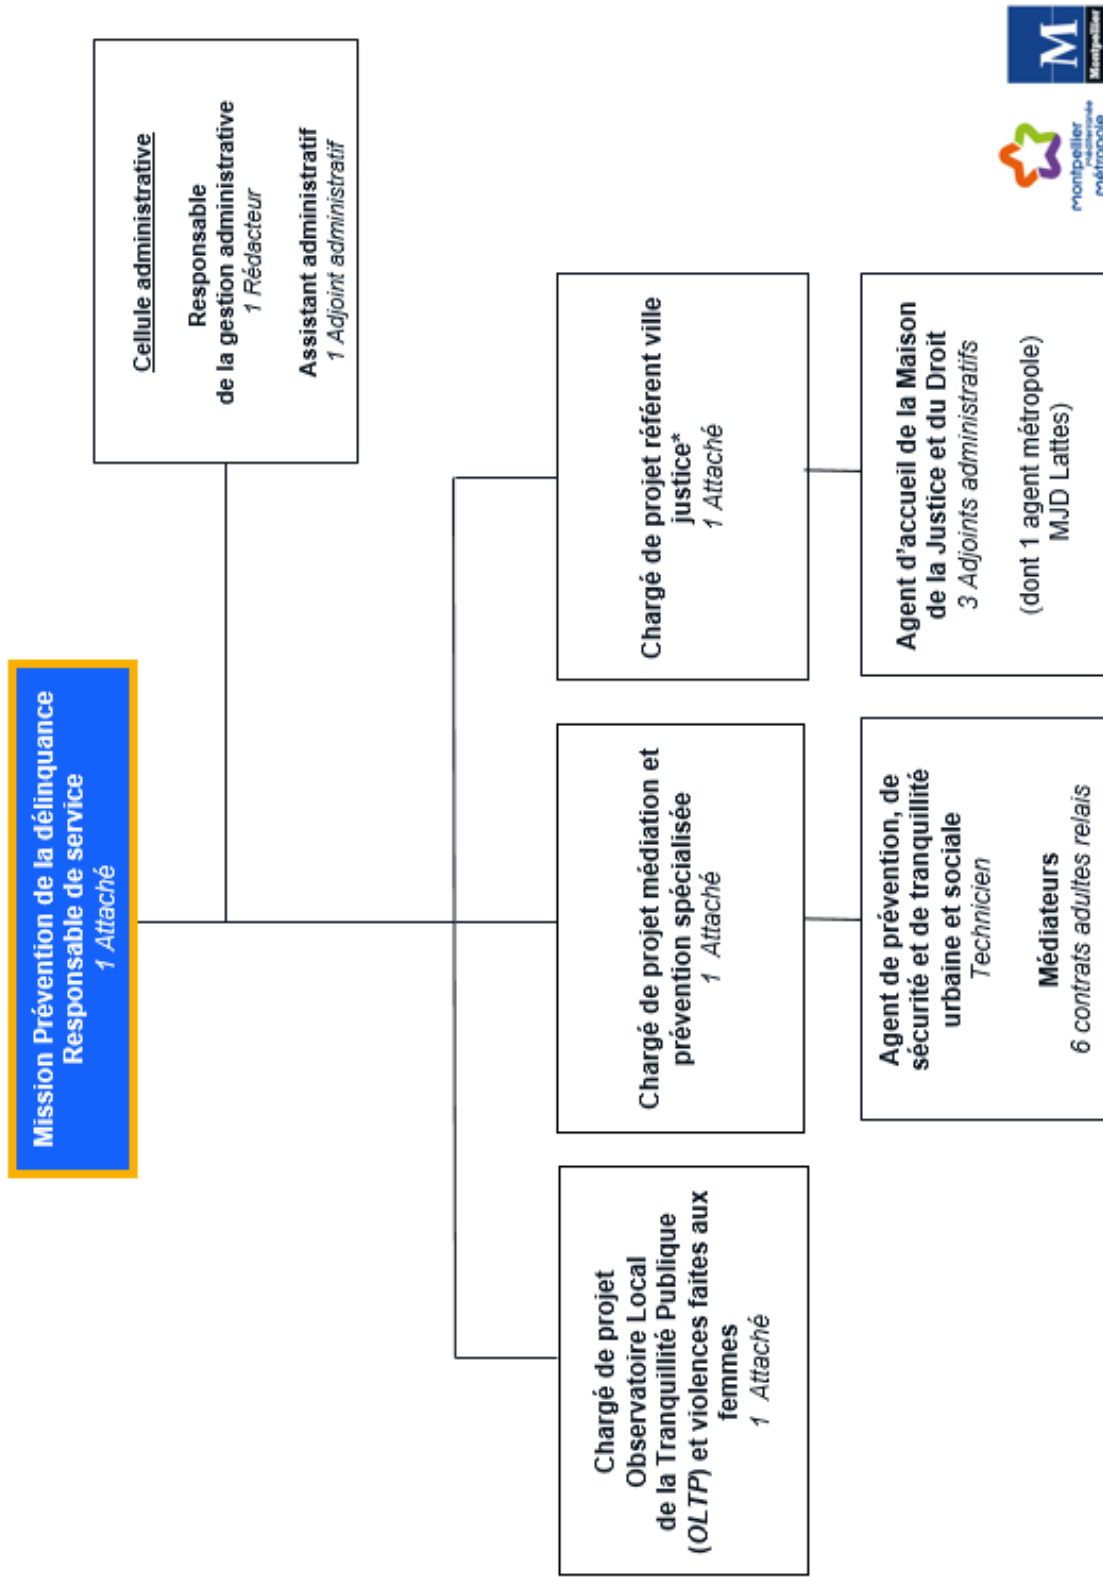 Mission Prévention de la délinquance
Responsable de service
1 Attaché
Cellule administrative
Responsable
de la gestion administrative
1 Rédacteur
Assistant administratif
1 Adjoint administratif
Chargé de projet
Observatoire Local
de la Tranquillité Publique
(OLTP) et violences faites aux
femmes
1 Attaché
Chargé de projet médiation et
prévention spécialisée
1 Attaché
Chargé de projet référent ville
justice*
1 Attaché
Agent de prévention, de
sécurité et de tranquillité
urbaine et sociale
Technicien
Médiateurs
6 contrats adultes relais
Agent d'accueil de la Maison
de la Justice et du Droit
3 Adjoints administratifs
(dont 1 agent métropole)
MJD Lattes)
montpellier
méditerranée
métropole
M
Montpellier